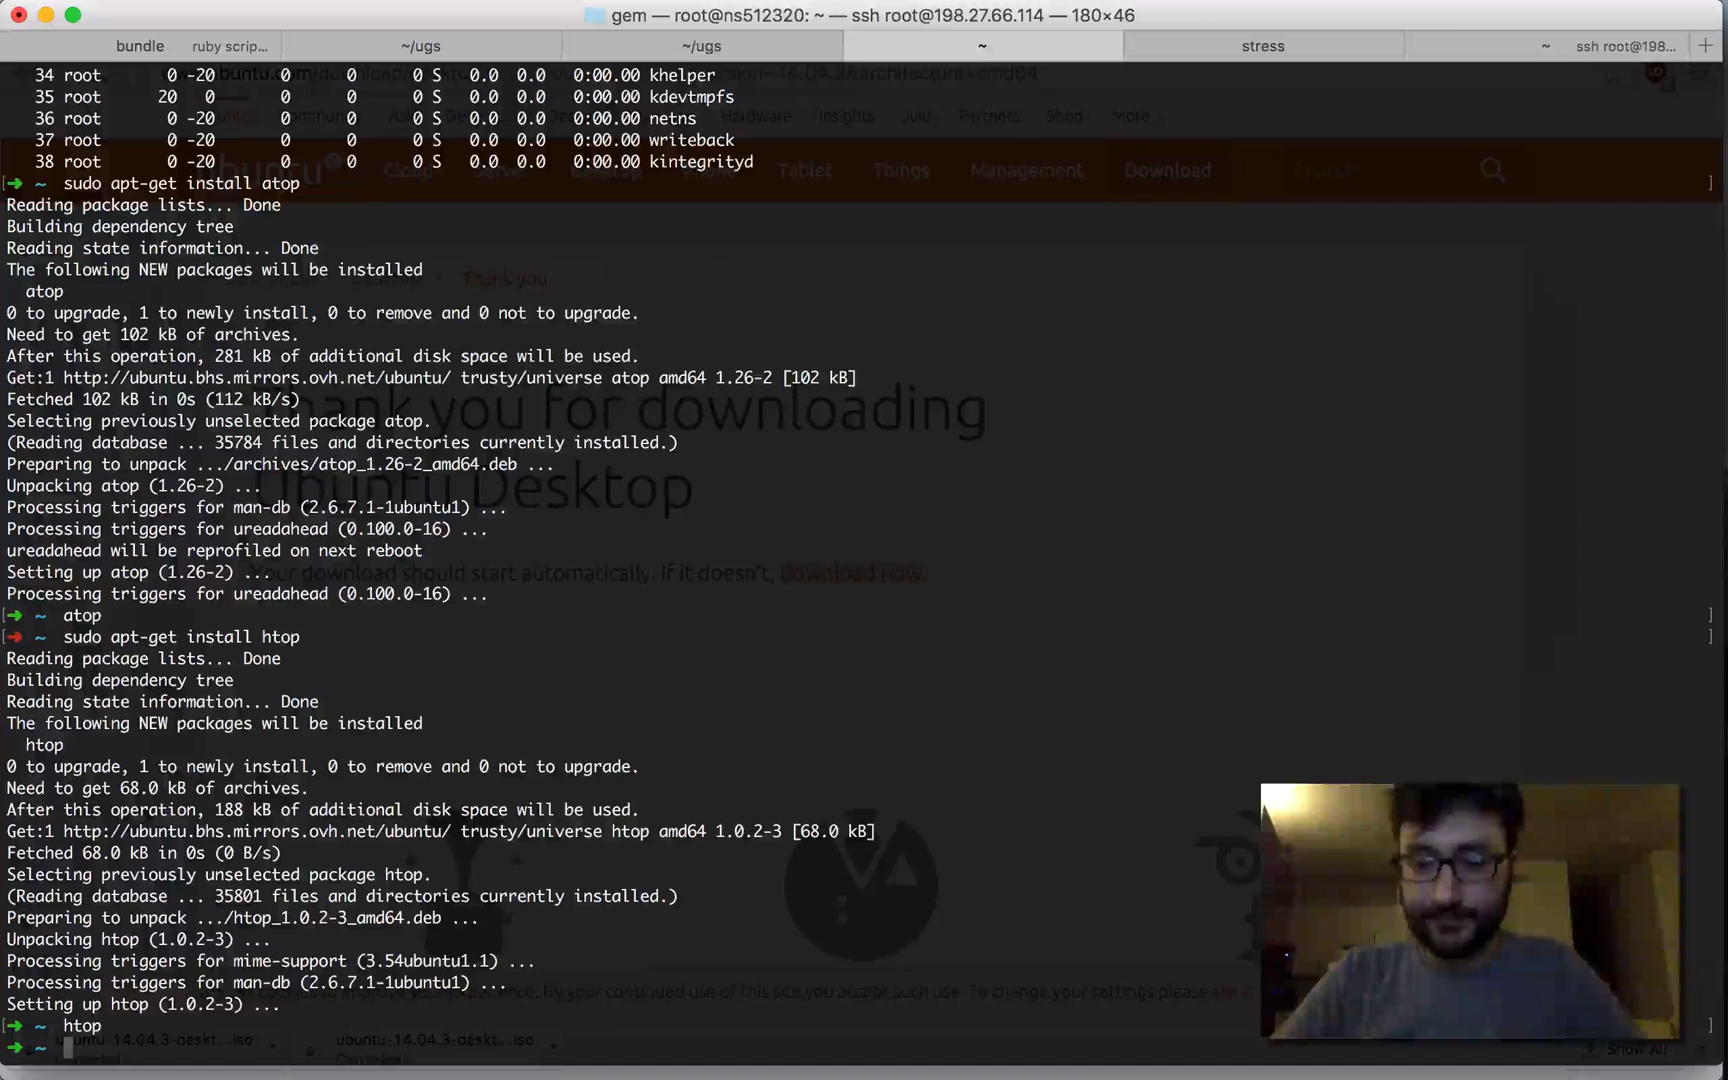 gem — root@ns512320: ~ — ssh root@198.27.66.114 — 180×46
bundle ruby scrip... ~/ugs ~/ugs ~ stress ~ ssh root@198... +
34 root 0 -20 0 0 0 S 0.0 0.0 0:00.00 khelper
35 root 20 0 0 0 0 S 0.0 0.0 0:00.00 kdevtmpfs
36 root 0 -20 0 0 0 S 0.0 0.0 0:00.00 netns
37 root 0 -20 0 0 0 S 0.0 0.0 0:00.00 writeback
38 root 0 -20 0 0 0 S 0.0 0.0 0:00.00 kintegrityd
Hardware Insights Juju Partners Shop More
Cloud Server Tablet Things Management Download
[➜ ~ sudo apt-get install atop ]
Reading package lists... Done
Building dependency tree
Reading state information... Done
The following NEW packages will be installed
Thank you
atop
0 to upgrade, 1 to newly install, 0 to remove and 0 not to upgrade.
Need to get 102 kB of archives.
After this operation, 281 kB of additional disk space will be used.
Get:1 http://ubuntu.bhs.mirrors.ovh.net/ubuntu/ trusty/universe atop amd64 1.26-2 [102 kB]
Fetched 102 kB in 0s (112 kB/s)
Thank you for downloading
Selecting previously unselected package atop.
(Reading database ... 35784 files and directories currently installed.)
Preparing to unpack .../archives/atop_1.26-2_amd64.deb ...
Unpacking atop (1.26-2) ...
Ubuntu Desktop
Processing triggers for man-db (2.6.7.1-1ubuntu1) ...
Processing triggers for ureadahead (0.100.0-16) ...
ureadahead will be reprofiled on next reboot
Setting up atop (1.26-2) ...
Your download should start automatically. If it doesn't, download now.
Processing triggers for ureadahead (0.100.0-16) ...
[➜ ~ atop ]
[➜ ~ sudo apt-get install htop ]
Reading package lists... Done
Building dependency tree
Reading state information... Done
The following NEW packages will be installed
htop
0 to upgrade, 1 to newly install, 0 to remove and 0 not to upgrade.
Need to get 68.0 kB of archives.
After this operation, 188 kB of additional disk space will be used.
Get:1 http://ubuntu.bhs.mirrors.ovh.net/ubuntu/ trusty/universe htop amd64 1.0.2-3 [68.0 kB]
Fetched 68.0 kB in 0s (0 B/s)
Selecting previously unselected package htop.
(Reading database ... 35801 files and directories currently installed.)
Preparing to unpack .../htop_1.0.2-3_amd64.deb ...
Unpacking htop (1.0.2-3) ...
Processing triggers for mime-support (3.54ubuntu1.1) ...
Processing triggers for man-db (2.6.7.1-1ubuntu1) ...
By your continued use of this site you accept such use. To change your settings please see
Setting up htop (1.0.2-3) ...
[➜ ~ htop ]
➜ ~
ubuntu-14.04.3-deskt...iso ubuntu-14.04.3-deskt...iso
Show All